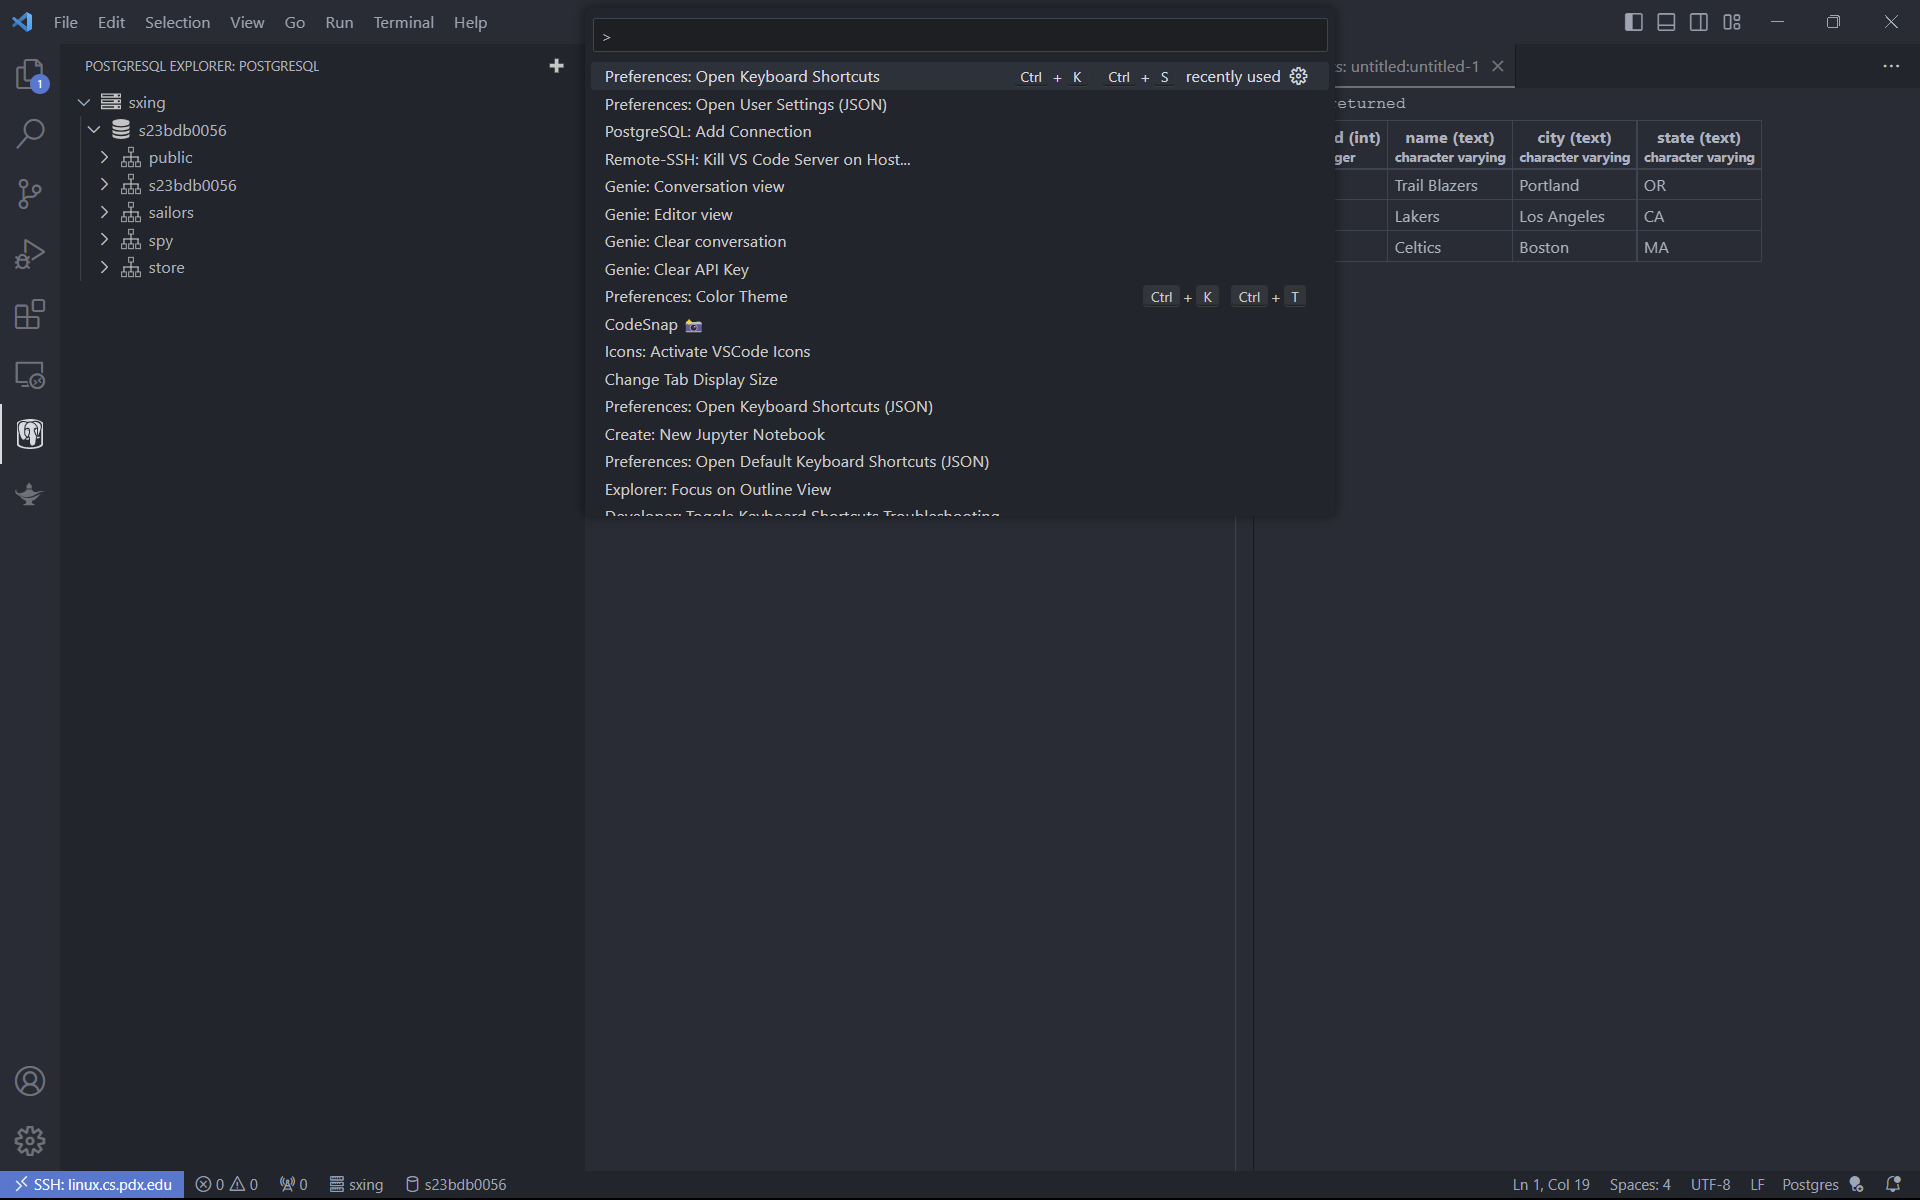 File Edit Selection View Go Run Terminal Help
>
1
POSTGRESQL EXPLORER: POSTGRESQL
sxing
s23bdb0056
public
s23bdb0056
sailors
spy
store
Preferences: Open Keyboard Shortcuts Ctrl + K Ctrl + S recently used
Preferences: Open User Settings (JSON)
PostgreSQL: Add Connection
Remote-SSH: Kill VS Code Server on Host...
Genie: Conversation view
Genie: Editor view
Genie: Clear conversation
Genie: Clear API Key
Preferences: Color Theme Ctrl + K Ctrl + T
CodeSnap 📸
Icons: Activate VSCode Icons
Change Tab Display Size
Preferences: Open Keyboard Shortcuts (JSON)
Create: New Jupyter Notebook
Preferences: Open Default Keyboard Shortcuts (JSON)
Explorer: Focus on Outline View
Developer: Toggle Keyboard Shortcuts Troubleshooting
s: untitled:untitled-1
eturned
d (int) name (text) city (text) state (text)
ger character varying character varying character varying
Trail Blazers Portland OR
Lakers Los Angeles CA
Celtics Boston MA
SSH: linux.cs.pdx.edu 0 0 0 sxing s23bdb0056 Ln 1, Col 19 Spaces: 4 UTF-8 LF Postgres